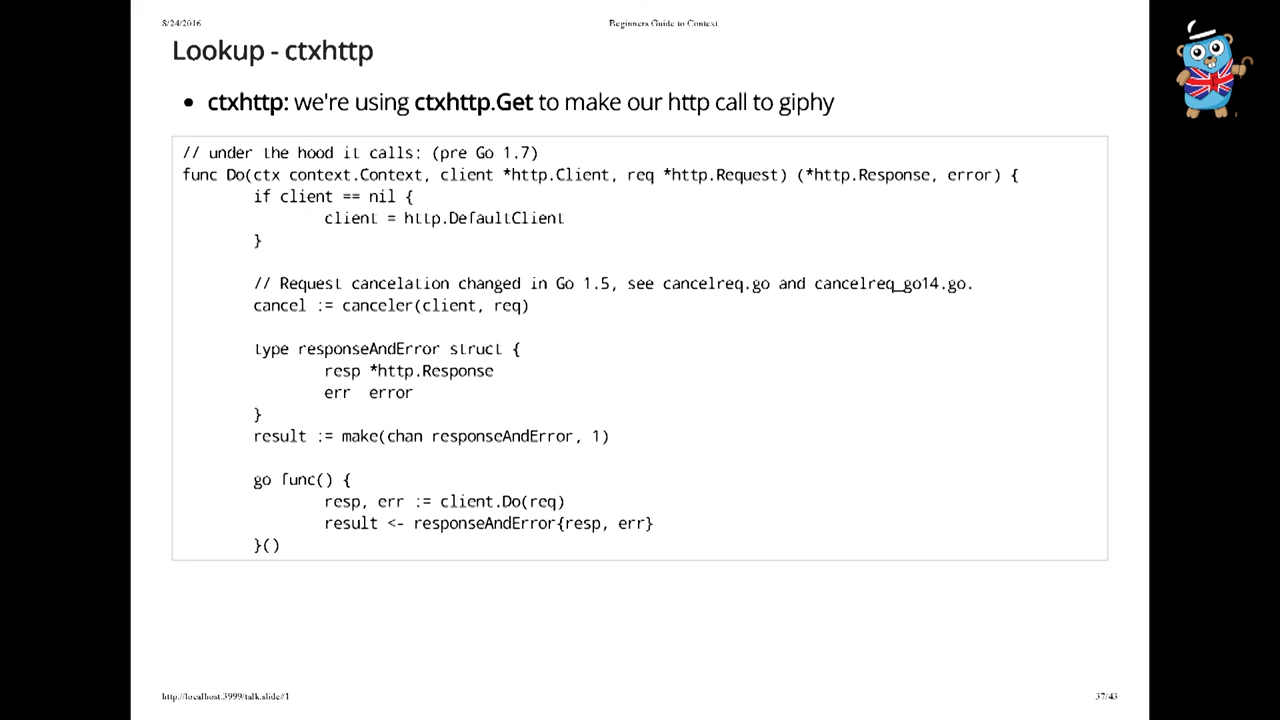 8/24/2016
Beginners Guide to Context
Lookup - ctxhttp
• ctxhttp: we're using ctxhttp.Get to make our http call to giphy
// under the hood it calls: (pre Go 1.7)
func Do(ctx context.Context, client *http.Client, req *http.Request) (*http.Response, error) {
        if client == nil {
                client = http.DefaultClient
        }

        // Request cancelation changed in Go 1.5, see cancelreq.go and cancelreq_go14.go.
        cancel := canceler(client, req)

        type responseAndError struct {
                resp *http.Response
                err  error
        }
        result := make(chan responseAndError, 1)

        go func() {
                resp, err := client.Do(req)
                result <- responseAndError{resp, err}
        }()
http://localhost:3999/talk.slide#1
37/43